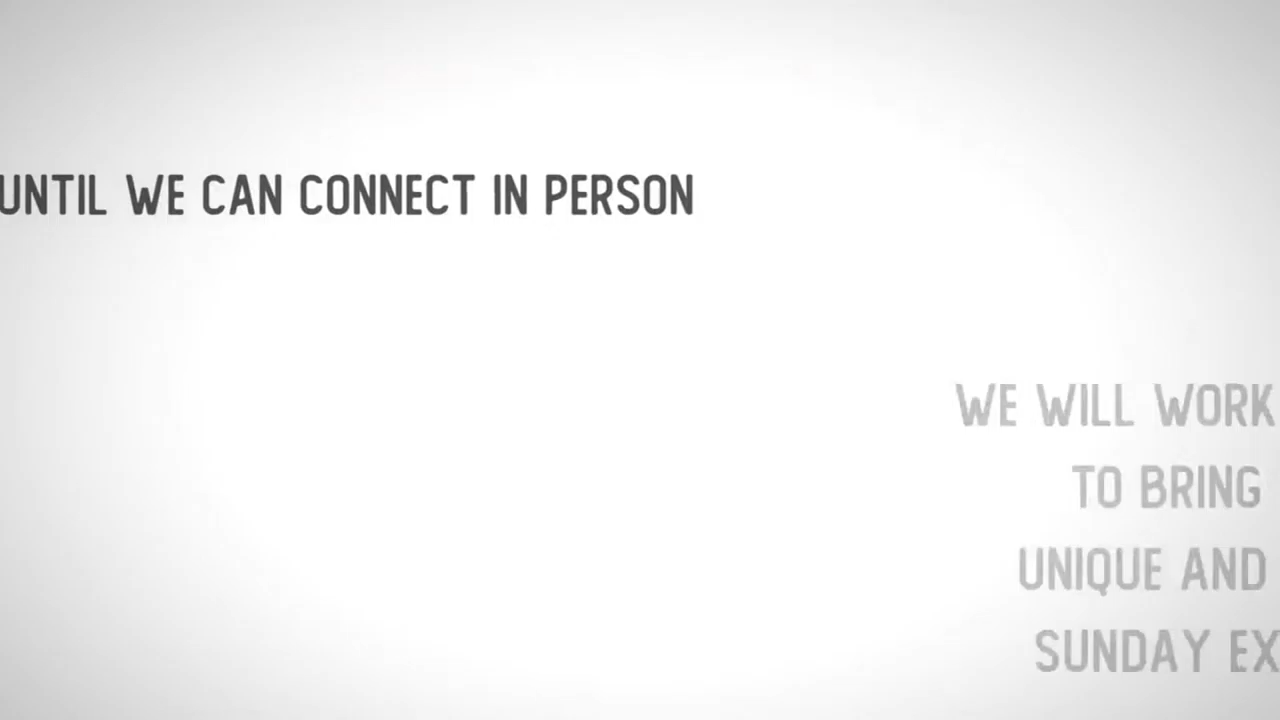 UNTIL WE CAN CONNECT IN PERSON
WE WILL WORK
TO BRING
UNIQUE AND
SUNDAY EX